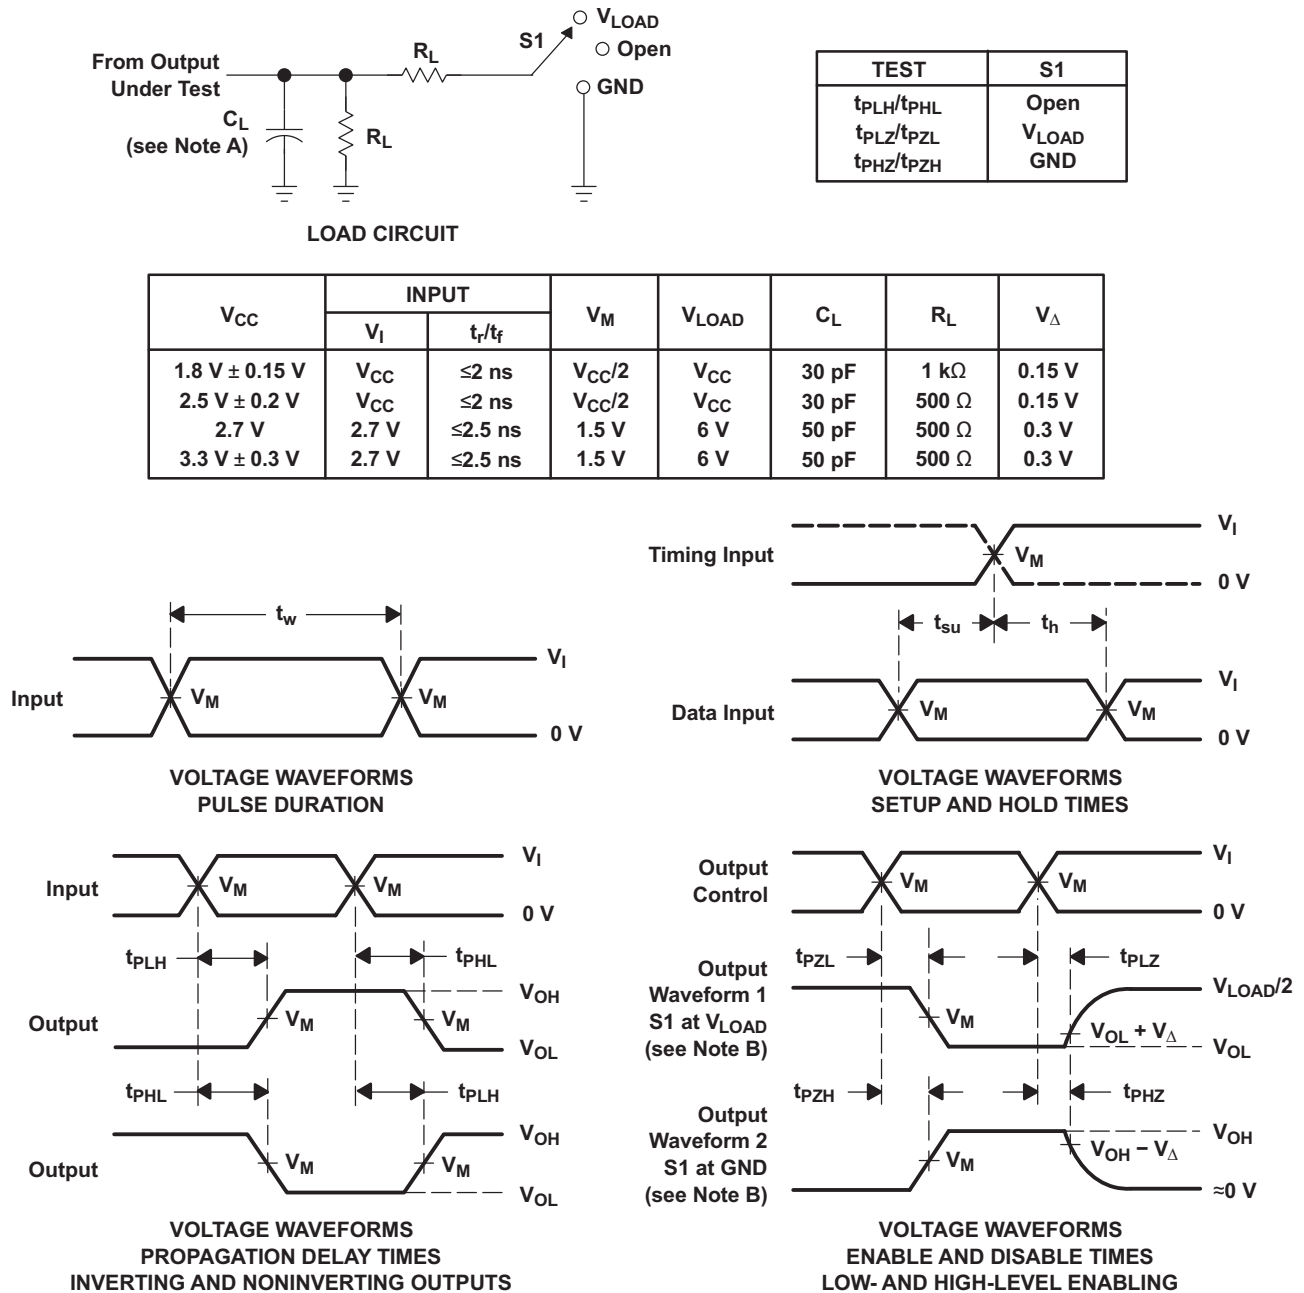 From Output
Under Test
C_L
(see Note A)
R_L
R_L
S1
V_LOAD
Open
GND
LOAD CIRCUIT
TEST S1
t_PLH/t_PHL Open
t_PLZ/t_PZL V_LOAD
t_PHZ/t_PZH GND
V_CC INPUT V_M V_LOAD C_L R_L V_Δ
V_I t_r/t_f
1.8 V ± 0.15 V V_CC ≤2 ns V_CC/2 V_CC 30 pF 1 kΩ 0.15 V
2.5 V ± 0.2 V V_CC ≤2 ns V_CC/2 V_CC 30 pF 500 Ω 0.15 V
2.7 V 2.7 V ≤2.5 ns 1.5 V 6 V 50 pF 500 Ω 0.3 V
3.3 V ± 0.3 V 2.7 V ≤2.5 ns 1.5 V 6 V 50 pF 500 Ω 0.3 V
t_w
Input V_M V_M
V_I
0 V
VOLTAGE WAVEFORMS
PULSE DURATION
Timing Input V_M
V_I
0 V
t_su t_h
Data Input V_M V_M
V_I
0 V
VOLTAGE WAVEFORMS
SETUP AND HOLD TIMES
Input V_M V_M
V_I
0 V
t_PLH t_PHL
Output V_M V_M
V_OH
V_OL
t_PHL t_PLH
Output V_M V_M
V_OH
V_OL
VOLTAGE WAVEFORMS
PROPAGATION DELAY TIMES
INVERTING AND NONINVERTING OUTPUTS
Output
Control
V_M V_M
V_I
0 V
t_PZL t_PLZ
Output
Waveform 1
S1 at V_LOAD
(see Note B)
V_M
V_LOAD/2
V_OL + V_Δ
V_OL
t_PZH t_PHZ
Output
Waveform 2
S1 at GND
(see Note B)
V_M
V_OH
V_OH − V_Δ
≈0 V
VOLTAGE WAVEFORMS
ENABLE AND DISABLE TIMES
LOW- AND HIGH-LEVEL ENABLING